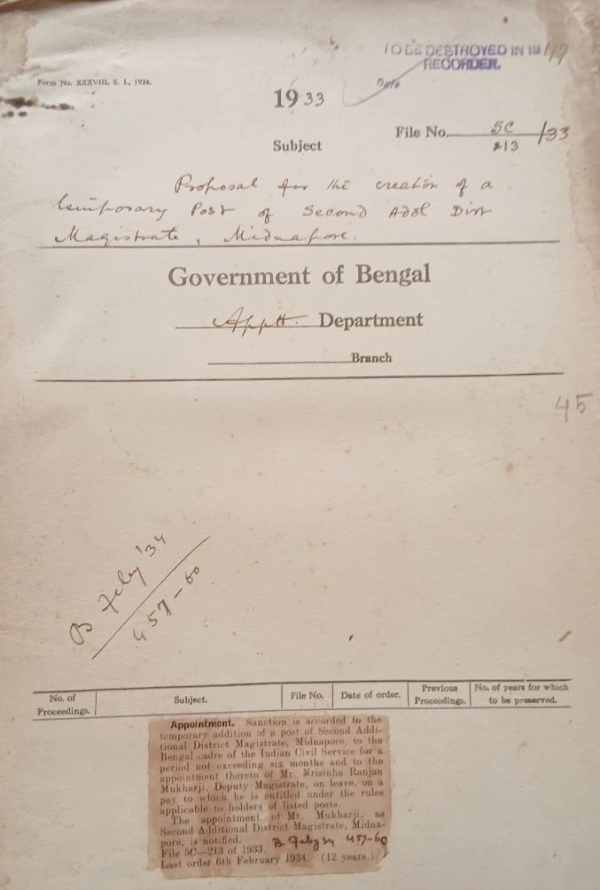 TO BE DESTROYED IN 19
RECORDER.
Date
Form No. XXXVIII, S. I., 1924.
1933
File No. 5C/213 /33
Subject
Proposal for the creation of a
temporary Post of Second Addl Dist
Magistrate, Midnapore.
Government of Bengal
Appt. Department
Branch
45
B Feby '34
457-60
No. of Proceedings. Subject. File No. Date of order. Previous Proceedings. No. of years for which to be preserved.
Appointment. Sanction is accorded to the
temporary addition of a post of Second Addi-
tional District Magistrate, Midnapore, to the
Bengal cadre of the Indian Civil Service for a
period not exceeding six months and to the
appointment thereto of Mr. Krisinha Ranjan
Mukharji, Deputy Magistrate, on leave, on a
pay to which he is entitled under the rules
applicable to holders of listed posts.
The appointment of Mr. Mukharji, as
Second Additional District Magistrate, Midna-
pore, is notified. B Feby 34 457-60
File 5C—213 of 1933.
Last order 6th February 1934. (12 years.)